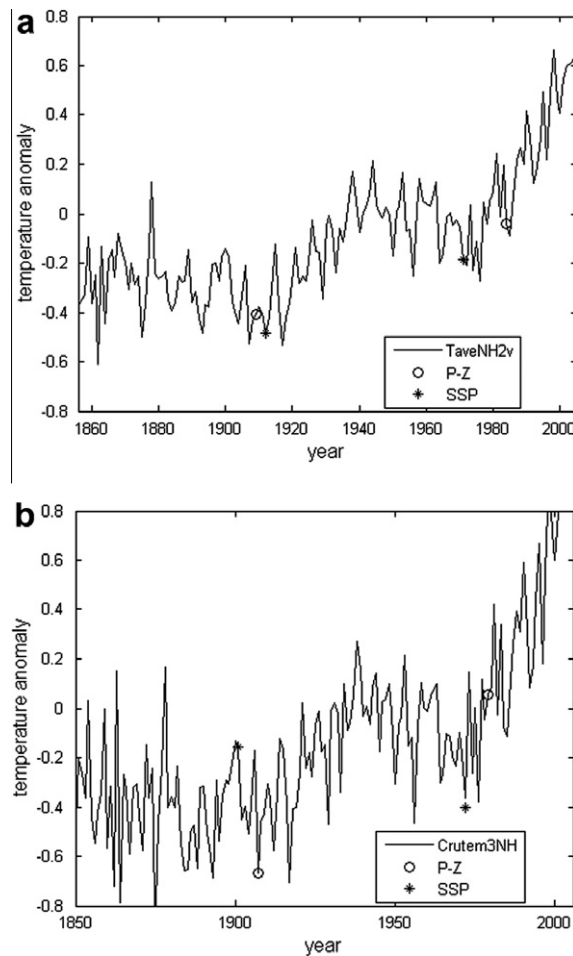 a
0.8
0.6
0.4
0.2
0
-0.2
-0.4
-0.6
-0.8
temperature anomaly
1860 1880 1900 1920 1940 1960 1980 2000
year
TaveNH2v
P-Z
SSP
b
0.8
0.6
0.4
0.2
0
-0.2
-0.4
-0.6
-0.8
temperature anomaly
1850 1900 1950 2000
year
Crutem3NH
P-Z
SSP